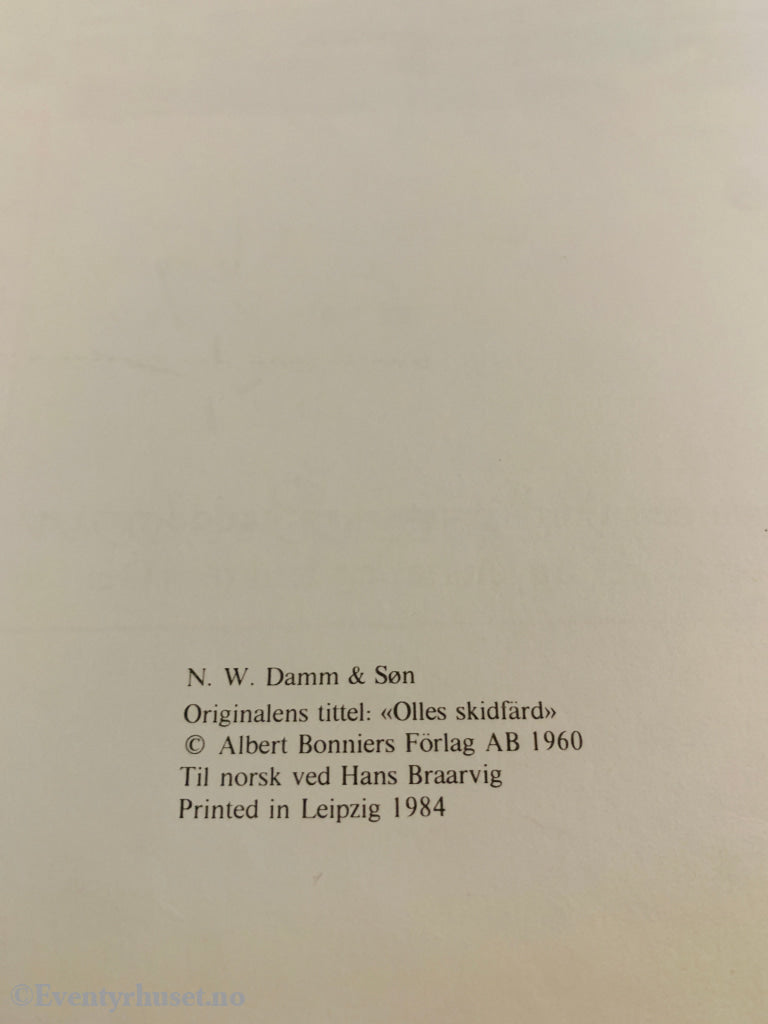 N. W. Damm & Søn
Originalens tittel: «Olles skidfärd»
© Albert Bonniers Förlag AB 1960
Til norsk ved Hans Braarvig
Printed in Leipzig 1984
©Eventyrhuset.no